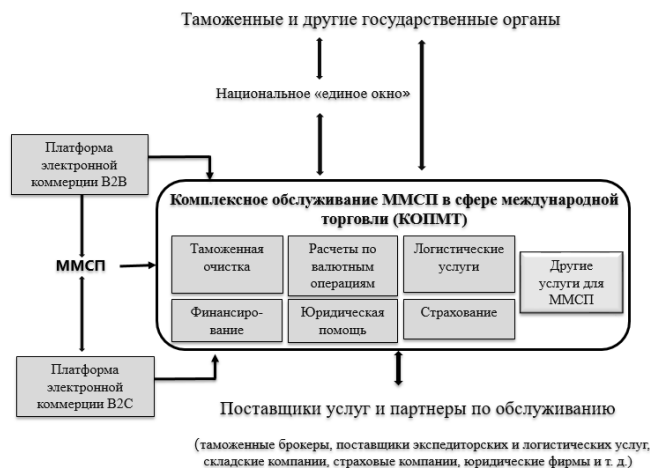 Таможенные и другие государственные органы
Национальное «единое окно»
Платформа
электронной
коммерции B2B
Комплексное обслуживание ММСП в сфере международной
торговли (КОПМТ)
ММСП
Таможенная
очистка
Расчеты по
валютным
операциям
Логистические
услуги
Другие
услуги для
ММСП
Финансиро-
вание
Юридическая
помощь
Страхование
Платформа
электронной
коммерции B2C
Поставщики услуг и партнеры по обслуживанию
(таможенные брокеры, поставщики экспедиторских и логистических услуг,
складские компании, страховые компании, юридические фирмы и т. д.)